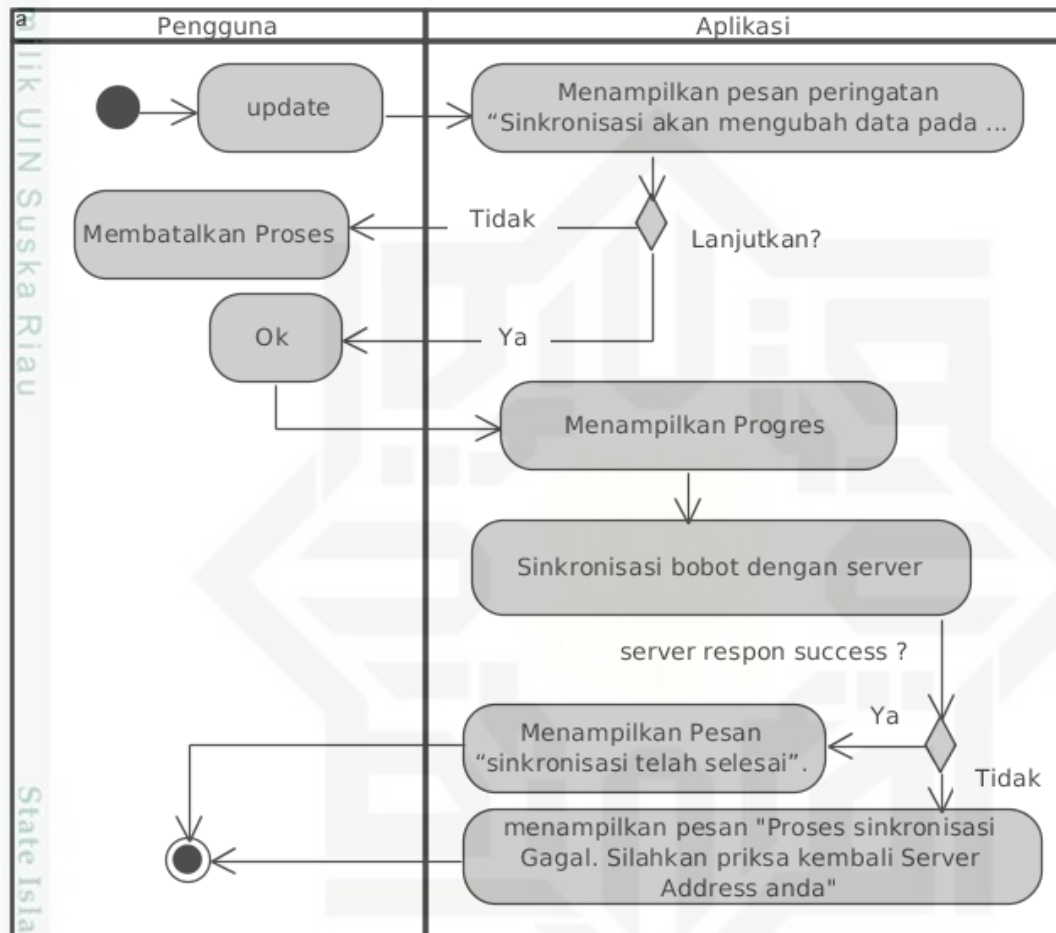 a
Pengguna
Aplikasi
update
Menampilkan pesan peringatan
“Sinkronisasi akan mengubah data pada ...
Tidak
Membatalkan Proses
Lanjutkan?
Ok
Ya
Menampilkan Progres
Sinkronisasi bobot dengan server
server respon success ?
Ya
Menampilkan Pesan
“sinkronisasi telah selesai”.
Tidak
menampilkan pesan "Proses sinkronisasi
Gagal. Silahkan priksa kembali Server
Address anda"
milik UIN Suska Riau
State Isla